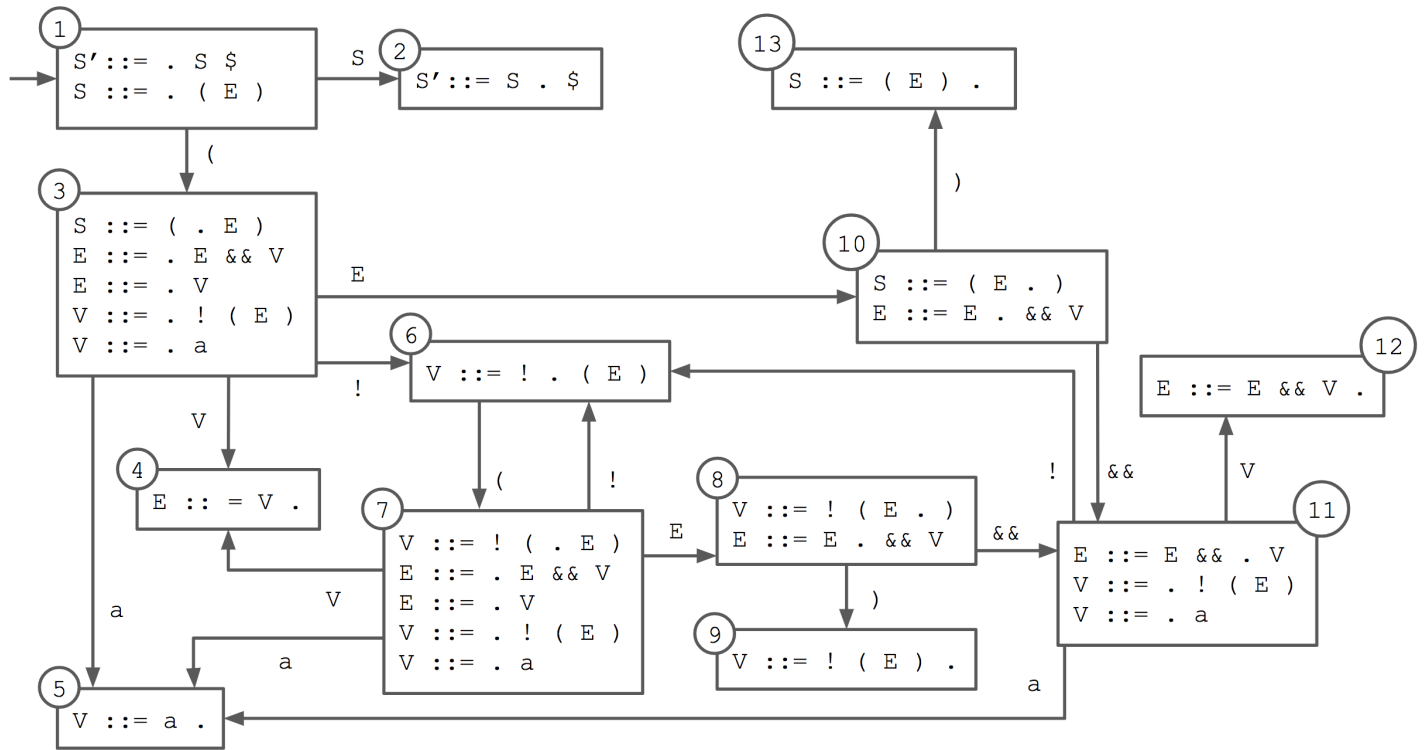 1
S'::= . S $
S ::= . ( E )
S
2
S'::= S . $
13
S ::= ( E ) .
(
)
3
S ::= ( . E )
E ::= . E && V
E ::= . V
V ::= . ! ( E )
V ::= . a
E
10
S ::= ( E . )
E ::= E . && V
!
6
V ::= ! . ( E )
12
E ::= E && V .
V
4
E :: = V .
(
!
!
&&
V
7
V ::= ! ( . E )
E ::= . E && V
E ::= . V
V ::= . ! ( E )
V ::= . a
E
8
V ::= ! ( E . )
E ::= E . && V
&&
11
E ::= E && . V
V ::= . ! ( E )
V ::= . a
V
a
a
)
9
V ::= ! ( E ) .
a
5
V ::= a .